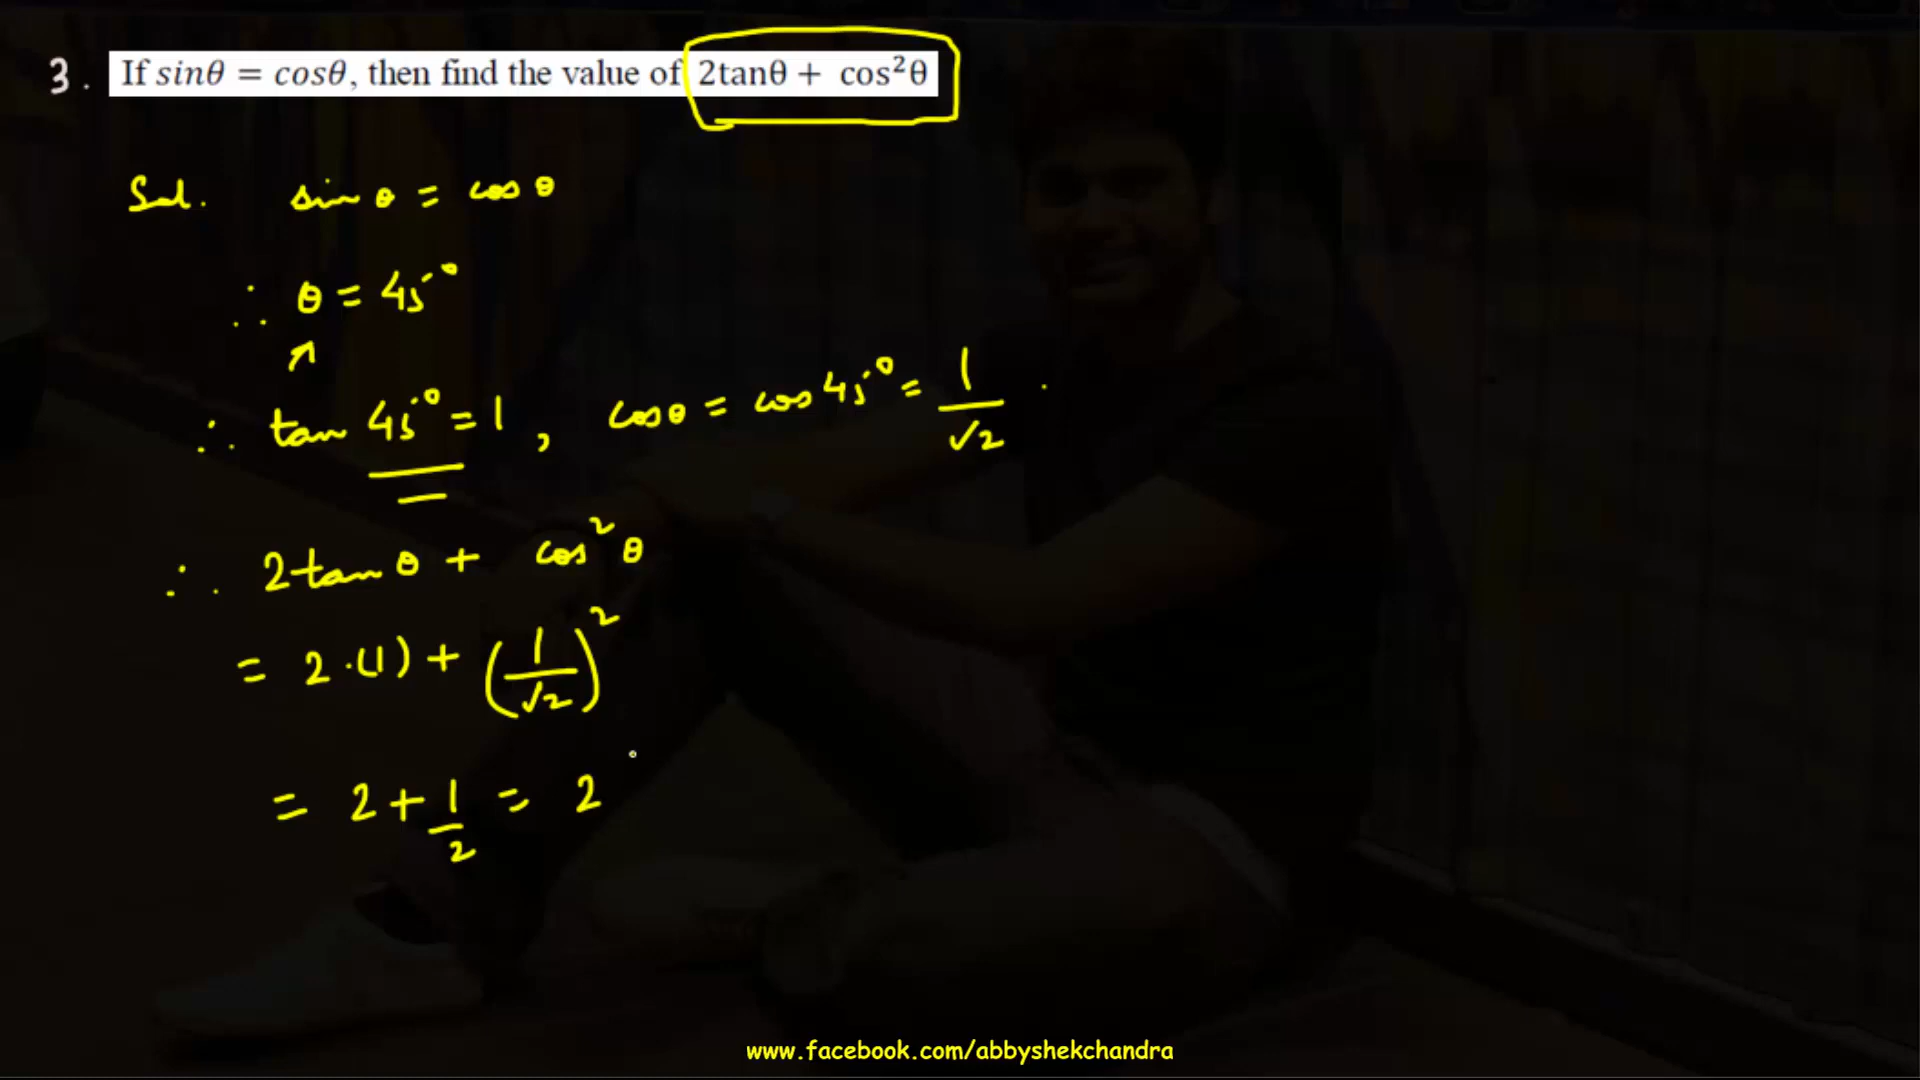 3. If sinθ = cosθ, then find the value of 2tanθ + cos²θ
Sol. sin θ = cos θ
∴ θ = 45°
∴ tan 45° = 1, cosθ = cos 45° = 1/√2.
∴ 2tan θ + cos² θ
= 2·(1) + (1/√2)²
= 2 + 1/2 = 2
www.facebook.com/abbyshekchandra